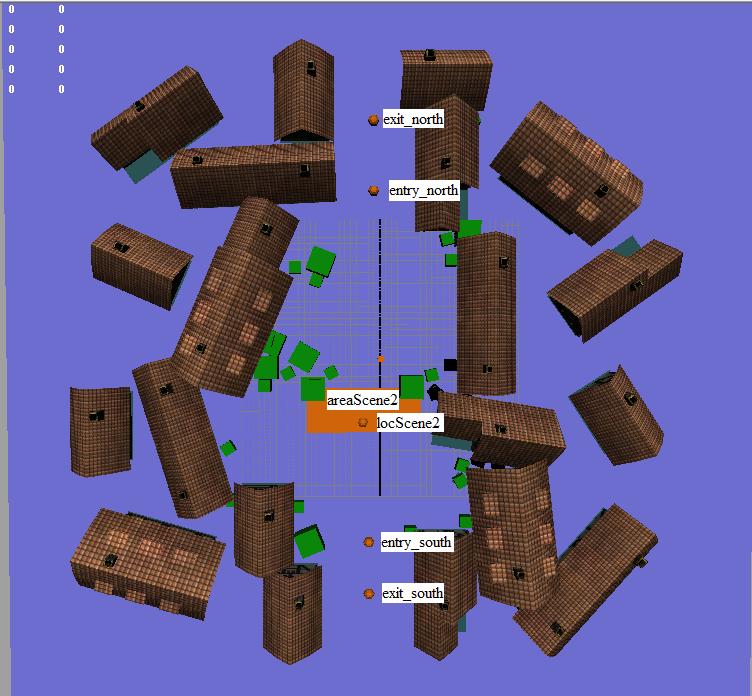 0 0
0 0
0 0
0 0
0 0
exit_north
entry_north
areaScene2
locScene2
entry_south
exit_south